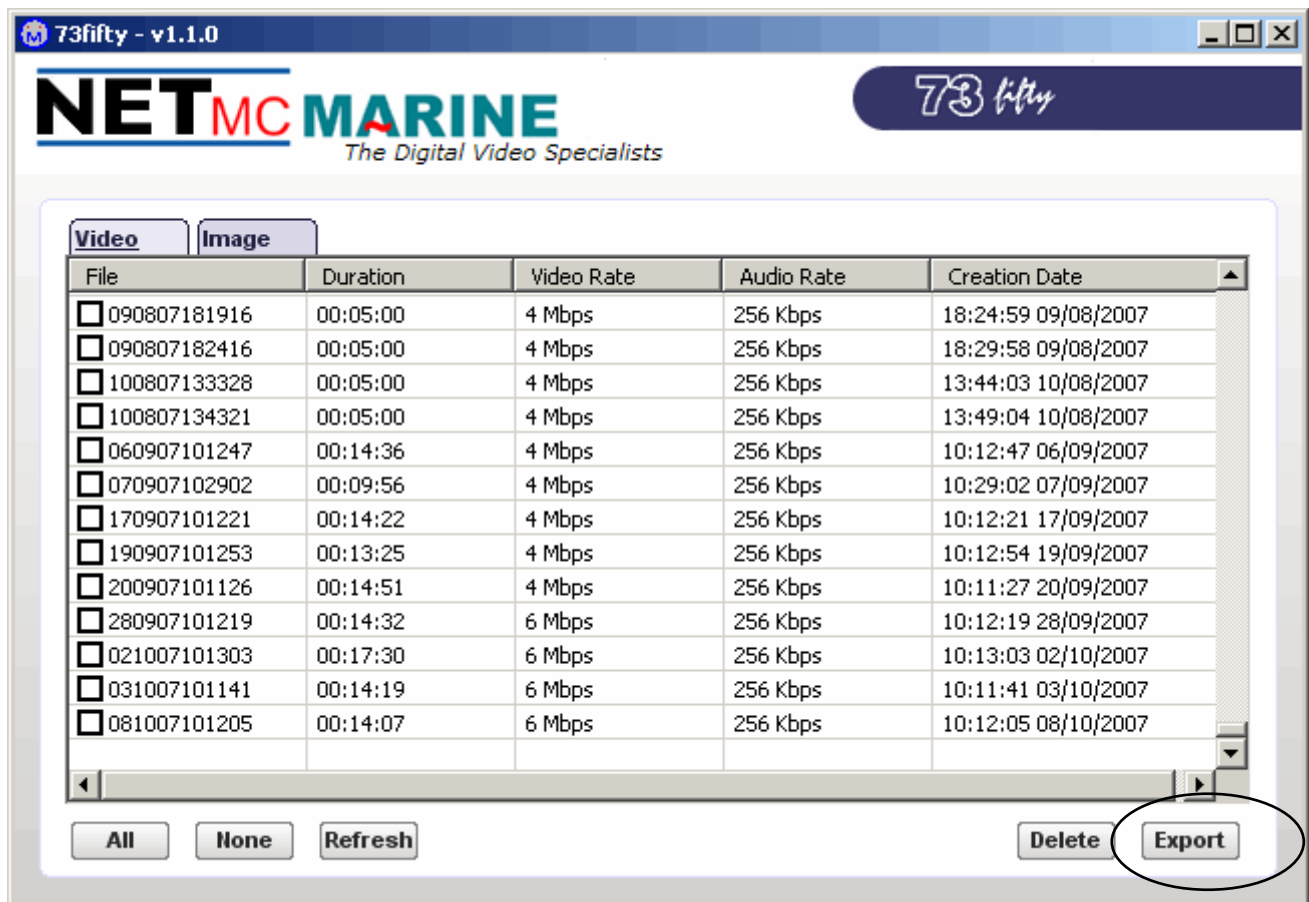 73fifty - v1.1.0
NETMC MARINE
The Digital Video Specialists
73 fifty
Video Image
File Duration Video Rate Audio Rate Creation Date
090807181916 00:05:00 4 Mbps 256 Kbps 18:24:59 09/08/2007
090807182416 00:05:00 4 Mbps 256 Kbps 18:29:58 09/08/2007
100807133328 00:05:00 4 Mbps 256 Kbps 13:44:03 10/08/2007
100807134321 00:05:00 4 Mbps 256 Kbps 13:49:04 10/08/2007
060907101247 00:14:36 4 Mbps 256 Kbps 10:12:47 06/09/2007
070907102902 00:09:56 4 Mbps 256 Kbps 10:29:02 07/09/2007
170907101221 00:14:22 4 Mbps 256 Kbps 10:12:21 17/09/2007
190907101253 00:13:25 4 Mbps 256 Kbps 10:12:54 19/09/2007
200907101126 00:14:51 4 Mbps 256 Kbps 10:11:27 20/09/2007
280907101219 00:14:32 6 Mbps 256 Kbps 10:12:19 28/09/2007
021007101303 00:17:30 6 Mbps 256 Kbps 10:13:03 02/10/2007
031007101141 00:14:19 6 Mbps 256 Kbps 10:11:41 03/10/2007
081007101205 00:14:07 6 Mbps 256 Kbps 10:12:05 08/10/2007
All None Refresh Delete Export